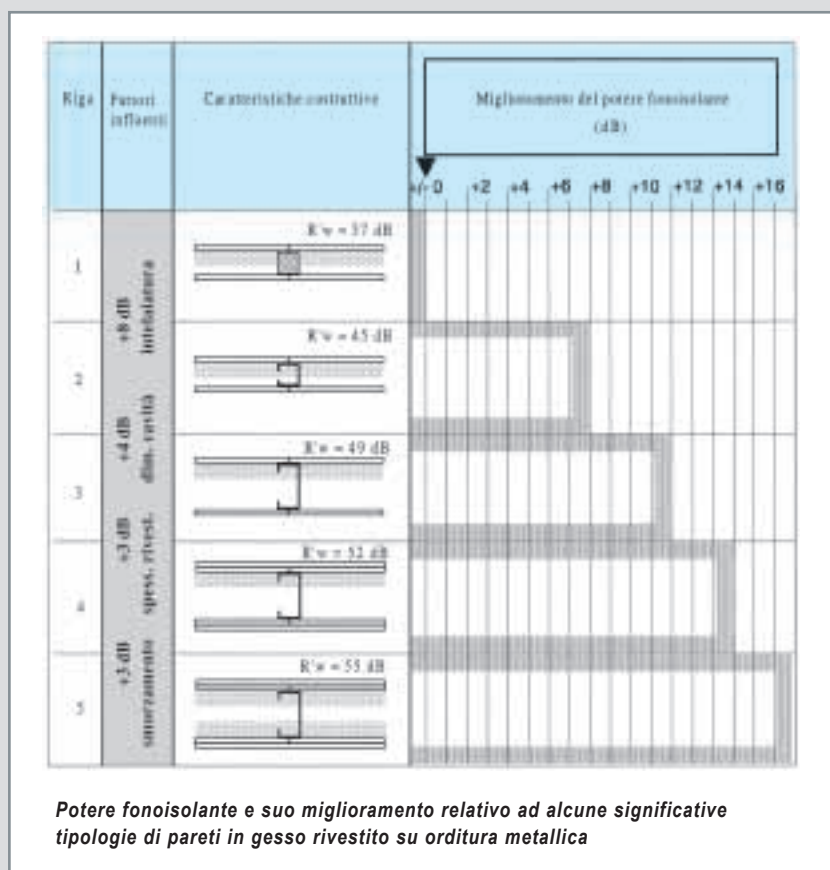 Riga
Fattori
influenti
Caratteristiche costruttive
Miglioramento del potere fonoisolante
(dB)
+/- 0 +2 +4 +6 +8 +10 +12 +14 +16
1
R'w = 37 dB
+8 dB
intelaiatura
2
R'w = 45 dB
+4 dB
dim. cavità
3
R'w = 49 dB
+3 dB
spess. rivest.
4
R'w = 52 dB
+3 dB
smorzamento
5
R'w = 55 dB
Potere fonoisolante e suo miglioramento relativo ad alcune significative
tipologie di pareti in gesso rivestito su orditura metallica